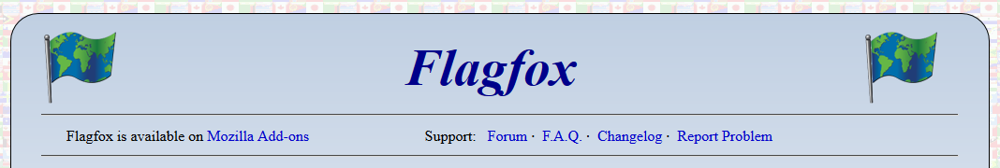 Flagfox
Flagfox is available on Mozilla Add-ons
Support: Forum · F.A.Q. · Changelog · Report Problem